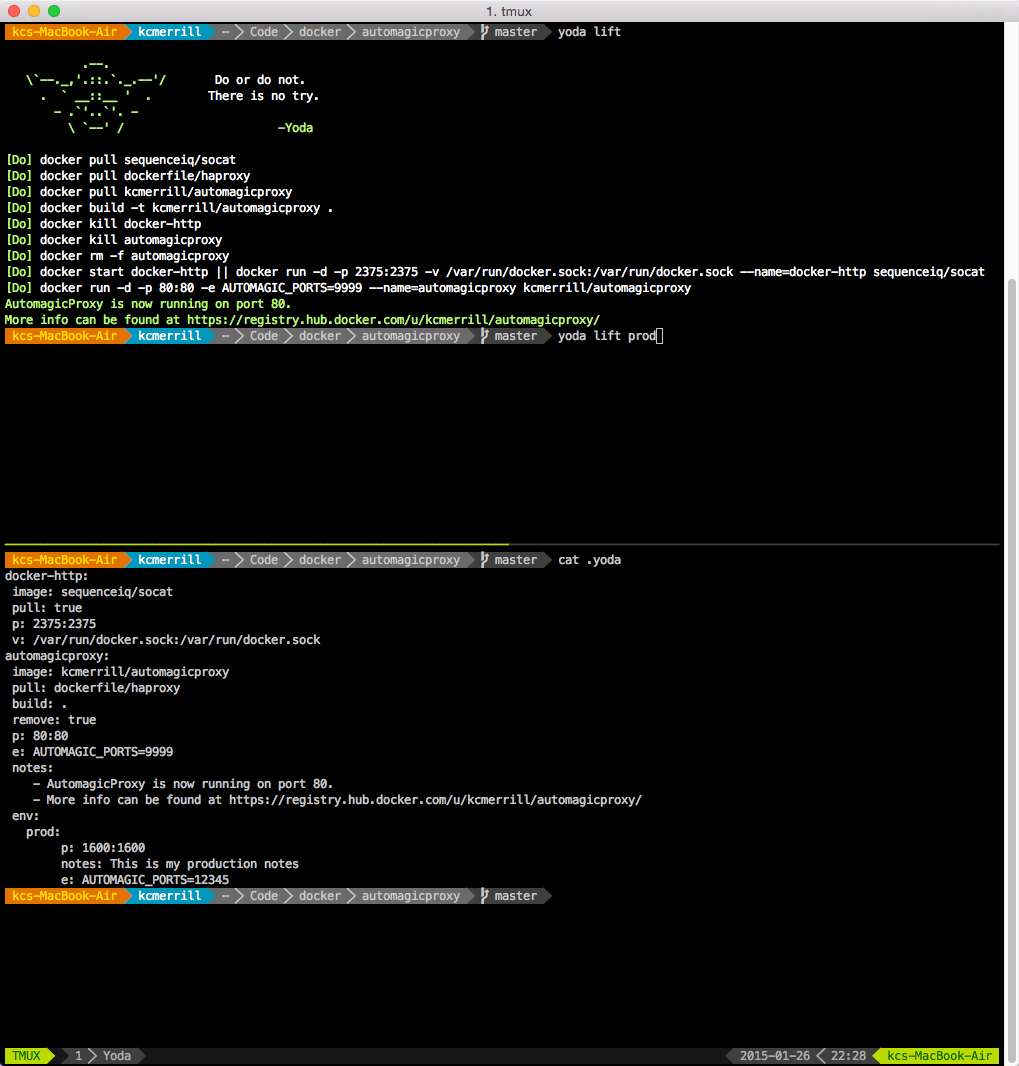 1. tmux
kcs-MacBook-Air kcmerrill ⋯ Code docker automagicproxy master yoda lift
.--.
\`--._,'.::.`._.--'/ Do or do not.
. ` __::__ ' . There is no try.
- .`'..`'. -
\ `--' / -Yoda
[Do] docker pull sequenceiq/socat
[Do] docker pull dockerfile/haproxy
[Do] docker pull kcmerrill/automagicproxy
[Do] docker build -t kcmerrill/automagicproxy .
[Do] docker kill docker-http
[Do] docker kill automagicproxy
[Do] docker rm -f automagicproxy
[Do] docker start docker-http || docker run -d -p 2375:2375 -v /var/run/docker.sock:/var/run/docker.sock --name=docker-http sequenceiq/socat
[Do] docker run -d -p 80:80 -e AUTOMAGIC_PORTS=9999 --name=automagicproxy kcmerrill/automagicproxy
AutomagicProxy is now running on port 80.
More info can be found at https://registry.hub.docker.com/u/kcmerrill/automagicproxy/
kcs-MacBook-Air kcmerrill ⋯ Code docker automagicproxy master yoda lift prod
kcs-MacBook-Air kcmerrill ⋯ Code docker automagicproxy master cat .yoda
docker-http:
image: sequenceiq/socat
pull: true
p: 2375:2375
v: /var/run/docker.sock:/var/run/docker.sock
automagicproxy:
image: kcmerrill/automagicproxy
pull: dockerfile/haproxy
build: .
remove: true
p: 80:80
e: AUTOMAGIC_PORTS=9999
notes:
- AutomagicProxy is now running on port 80.
- More info can be found at https://registry.hub.docker.com/u/kcmerrill/automagicproxy/
env:
prod:
p: 1600:1600
notes: This is my production notes
e: AUTOMAGIC_PORTS=12345
kcs-MacBook-Air kcmerrill ⋯ Code docker automagicproxy master
TMUX 1 Yoda 2015-01-26 22:28 kcs-MacBook-Air